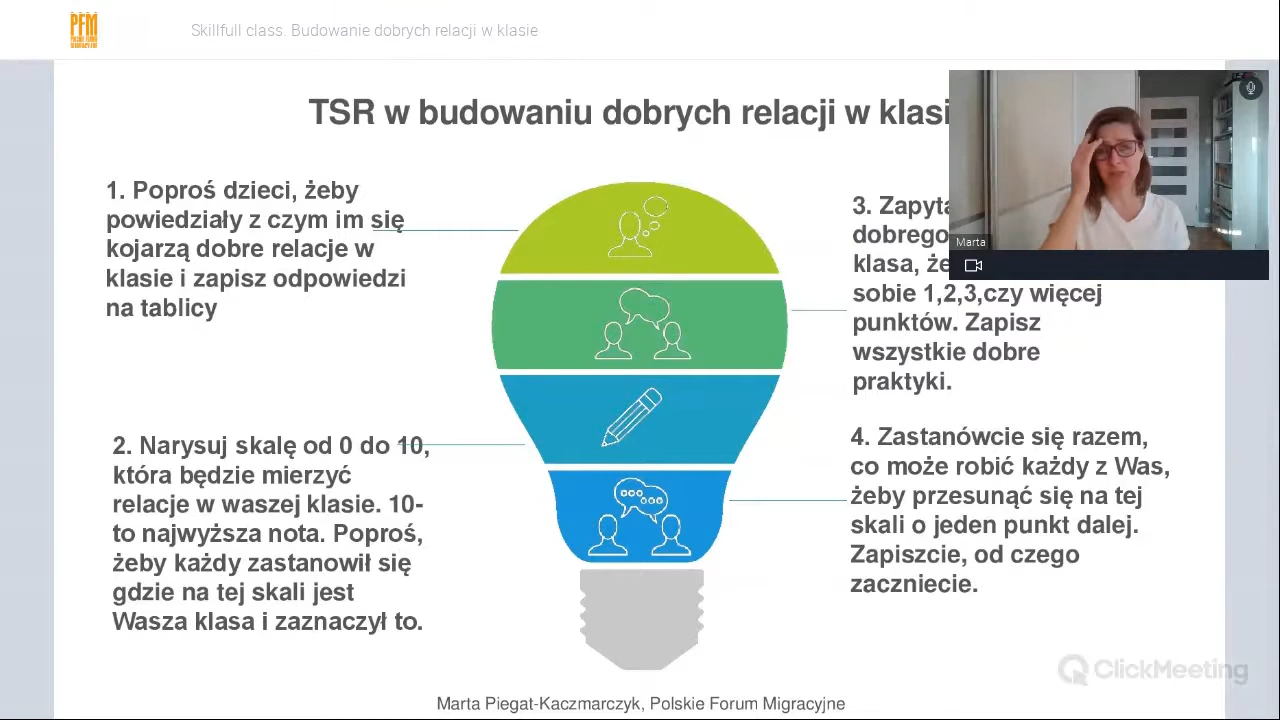 PFM
Skillfull class. Budowanie dobrych relacji w klasie
TSR w budowaniu dobrych relacji w klasi
1. Poproś dzieci, żeby
powiedziały z czym im się
kojarzą dobre relacje w
klasie i zapisz odpowiedzi
na tablicy
2. Narysuj skalę od 0 do 10,
która będzie mierzyć
relacje w waszej klasie. 10-
to najwyższa nota. Poproś,
żeby każdy zastanowił się
gdzie na tej skali jest
Wasza klasa i zaznaczył to.
3. Zapyta
dobrego
klasa, że
sobie 1,2,3,czy więcej
punktów. Zapisz
wszystkie dobre
praktyki.
4. Zastanówcie się razem,
co może robić każdy z Was,
żeby przesunąć się na tej
skali o jeden punkt dalej.
Zapiszcie, od czego
zaczniecie.
Marta
ClickMeeting
Marta Piegat-Kaczmarczyk, Polskie Forum Migracyjne